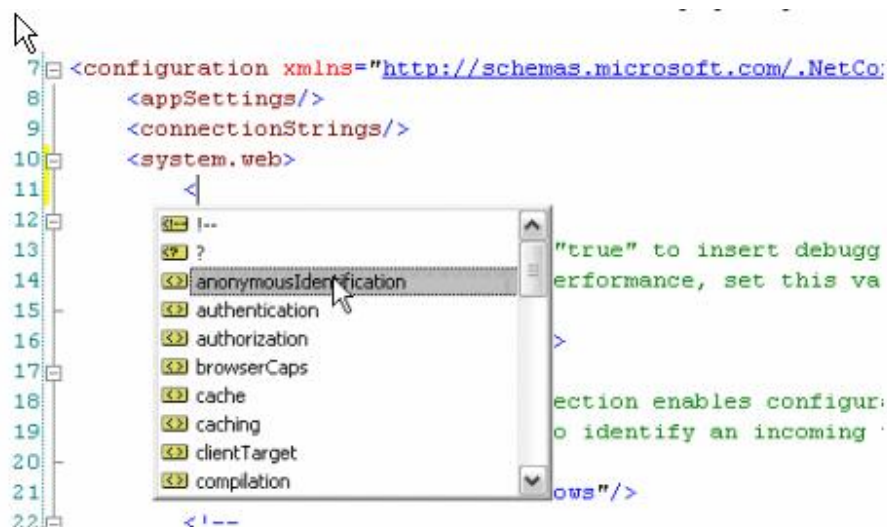 7 <configuration xmlns="http://schemas.microsoft.com/.NetCo
8 <appSettings/>
9 <connectionStrings/>
10 <system.web>
11 <
12 !--
?
13 "true" to insert debugg
anonymousIdentification
14 erformance, set this va
15 authentication
authorization
16 >
17 browserCaps
cache
18 ection enables configur
caching
19 o identify an incoming
20 clientTarget
compilation
21 ows"/>
22 <!--